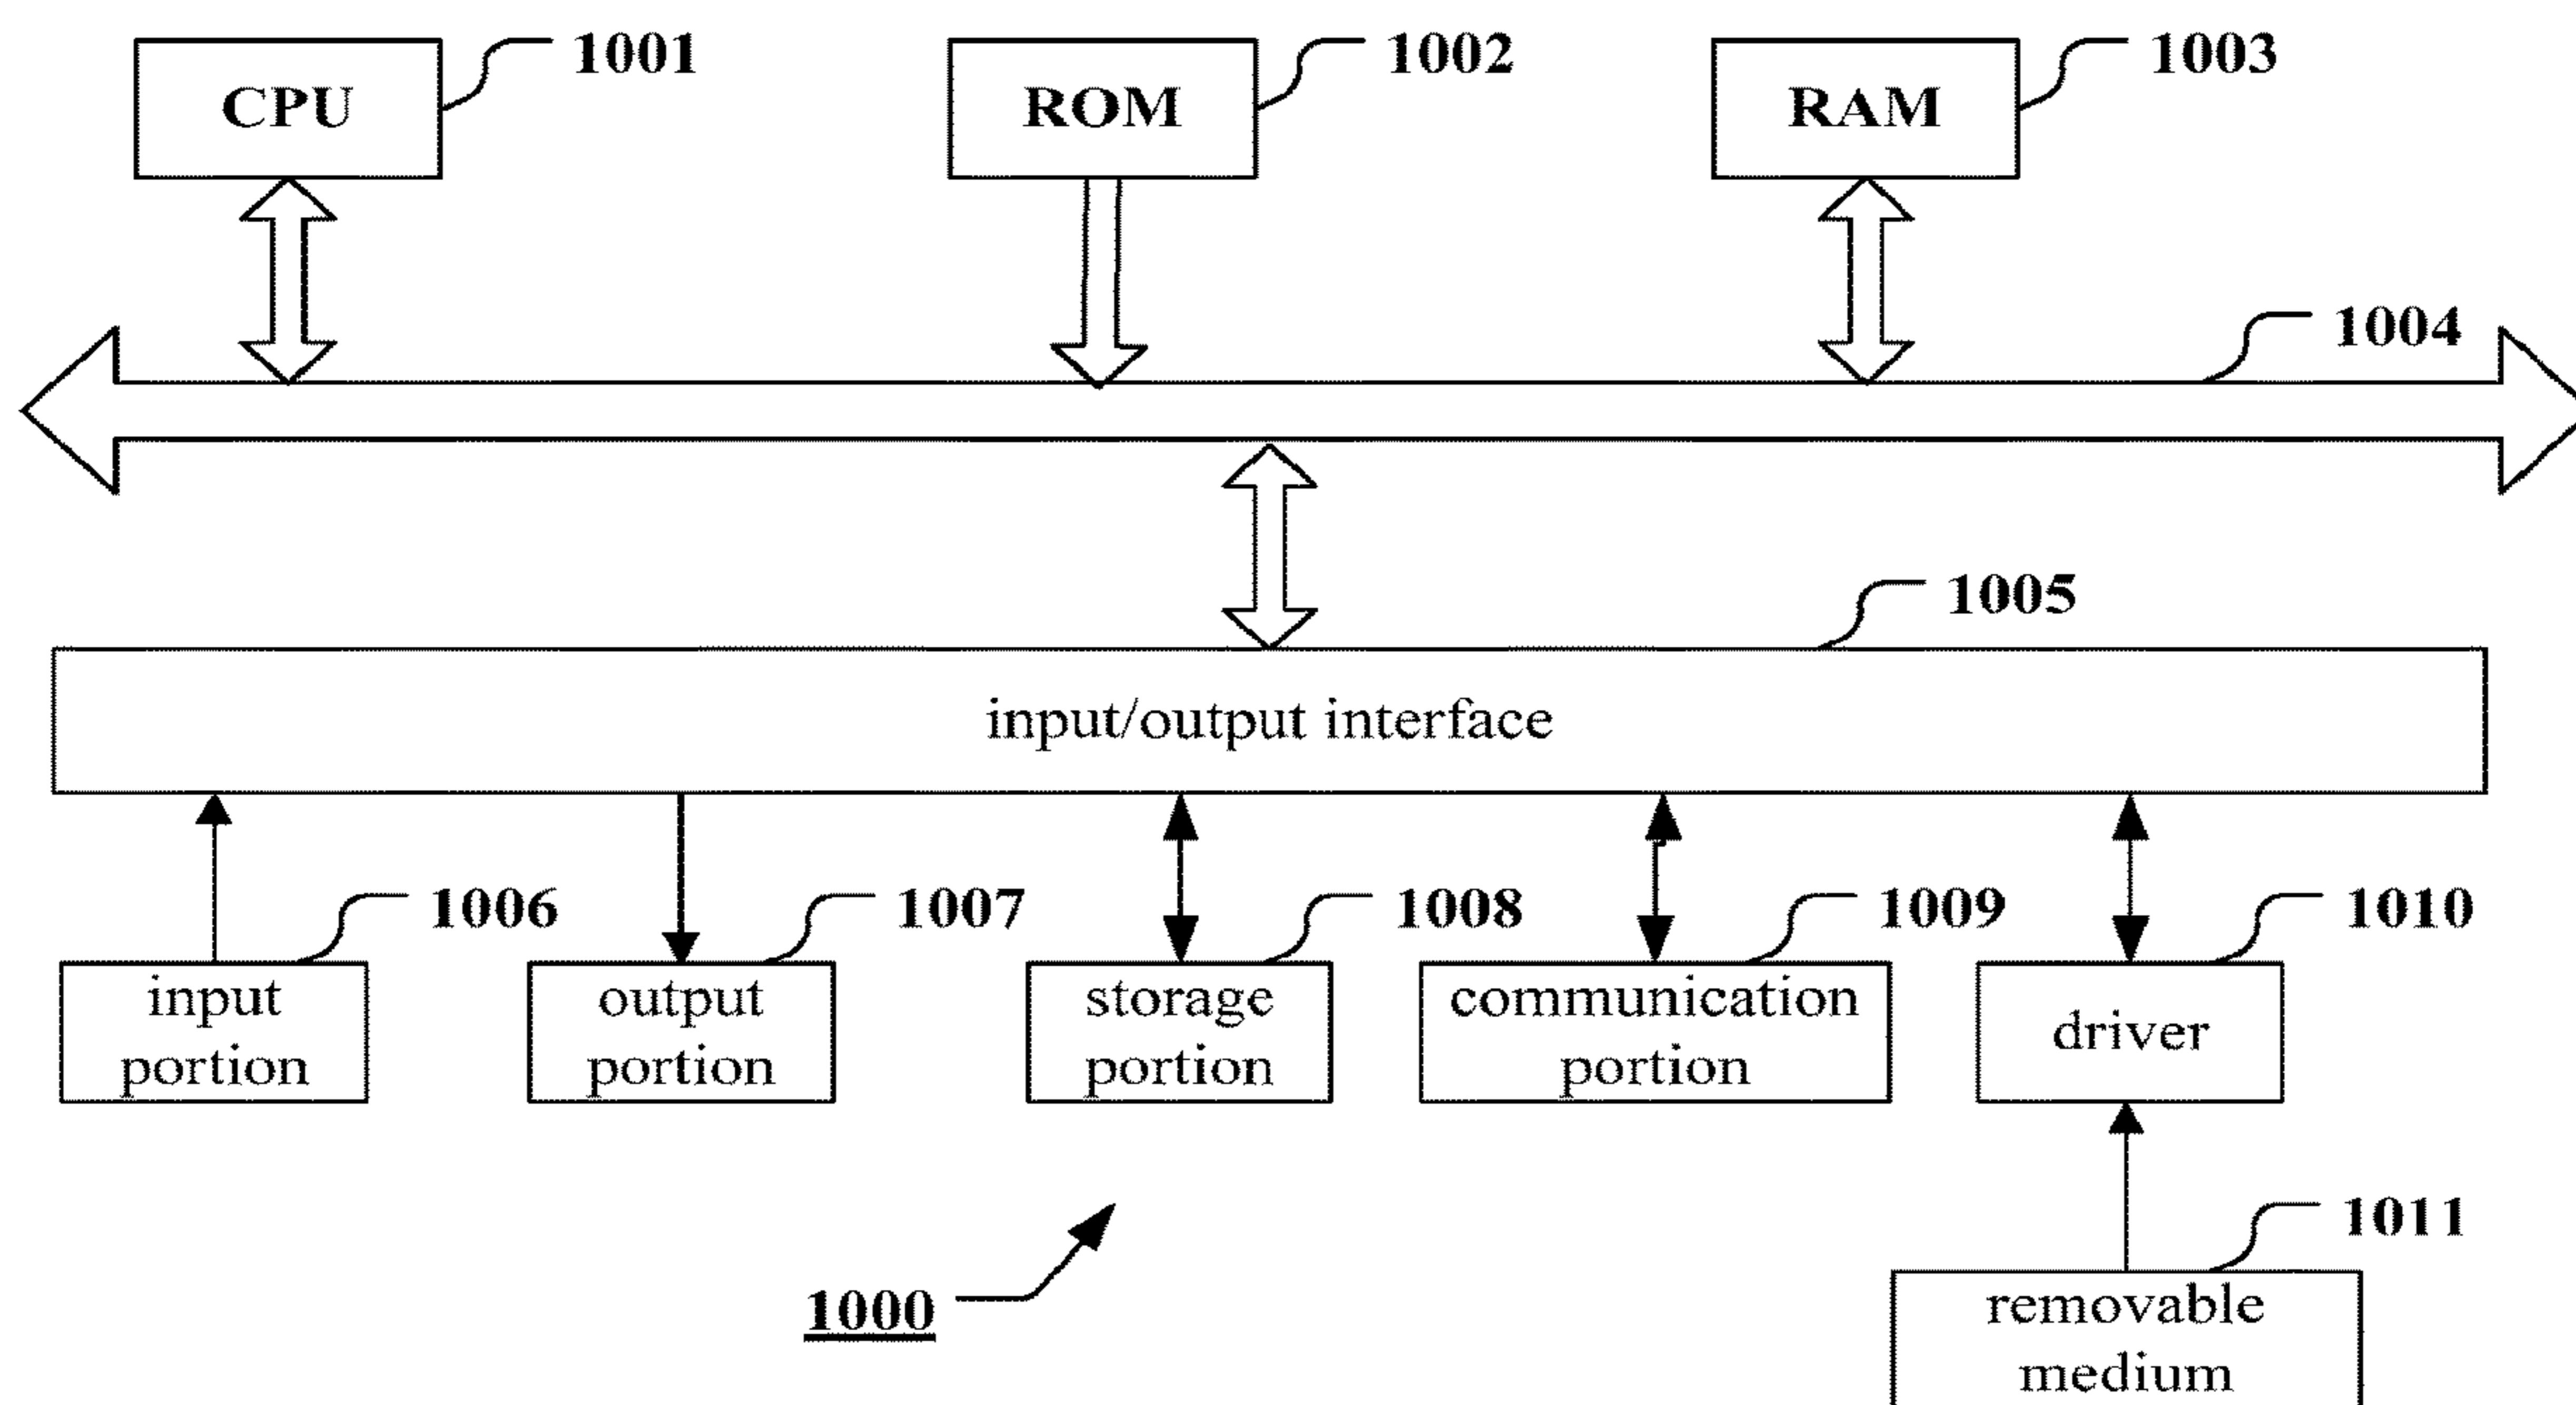 CPU 1001
ROM 1002
RAM 1003
1004
1005
input/output interface
1006
1007
1008
1009
1010
input
portion
output
portion
storage
portion
communication
portion
driver
1011
1000
removable
medium